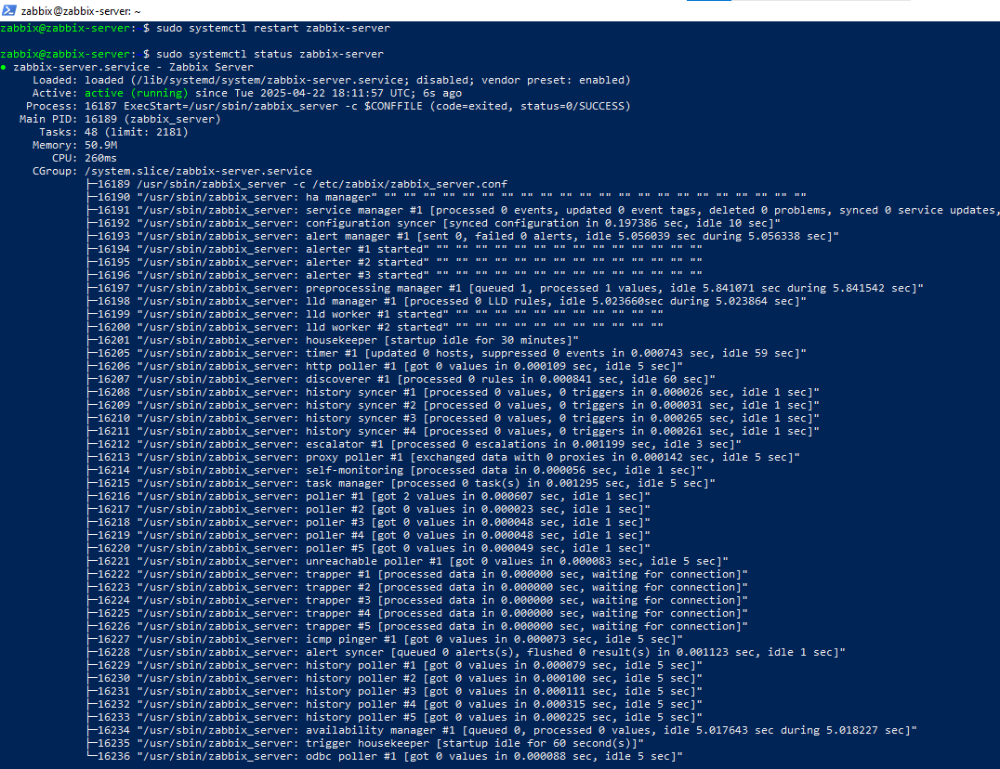 zabbix@zabbix-server: ~
zabbix@zabbix-server:~$ sudo systemctl restart zabbix-server
zabbix@zabbix-server:~$ sudo systemctl status zabbix-server
● zabbix-server.service - Zabbix Server
Loaded: loaded (/lib/systemd/system/zabbix-server.service; disabled; vendor preset: enabled)
Active: active (running) since Tue 2025-04-22 18:11:57 UTC; 6s ago
Process: 16187 ExecStart=/usr/sbin/zabbix_server -c $CONFFILE (code=exited, status=0/SUCCESS)
Main PID: 16189 (zabbix_server)
Tasks: 48 (limit: 2181)
Memory: 50.9M
CPU: 260ms
CGroup: /system.slice/zabbix-server.service
├─16189 /usr/sbin/zabbix_server -c /etc/zabbix/zabbix_server.conf
├─16190 "/usr/sbin/zabbix_server: ha manager" "" "" "" "" "" "" "" "" "" "" "" "" "" "" "" "" "" "" "" "" "" ""
├─16191 "/usr/sbin/zabbix_server: service manager #1 [processed 0 events, updated 0 event tags, deleted 0 problems, synced 0 service updates,
├─16192 "/usr/sbin/zabbix_server: configuration syncer [synced configuration in 0.197386 sec, idle 10 sec]"
├─16193 "/usr/sbin/zabbix_server: alert manager #1 [sent 0, failed 0 alerts, idle 5.056039 sec during 5.056338 sec]"
├─16194 "/usr/sbin/zabbix_server: alerter #1 started" "" "" "" "" "" "" "" "" "" "" "" "" "" ""
├─16195 "/usr/sbin/zabbix_server: alerter #2 started" "" "" "" "" "" "" "" "" "" "" "" "" "" ""
├─16196 "/usr/sbin/zabbix_server: alerter #3 started" "" "" "" "" "" "" "" "" "" "" "" "" "" ""
├─16197 "/usr/sbin/zabbix_server: preprocessing manager #1 [queued 1, processed 1 values, idle 5.841071 sec during 5.841542 sec]"
├─16198 "/usr/sbin/zabbix_server: lld manager #1 [processed 0 LLD rules, idle 5.023660sec during 5.023864 sec]"
├─16199 "/usr/sbin/zabbix_server: lld worker #1 started" "" "" "" "" "" "" "" "" "" "" ""
├─16200 "/usr/sbin/zabbix_server: lld worker #2 started" "" "" "" "" "" "" "" "" "" "" ""
├─16201 "/usr/sbin/zabbix_server: housekeeper [startup idle for 30 minutes]"
├─16205 "/usr/sbin/zabbix_server: timer #1 [updated 0 hosts, suppressed 0 events in 0.000743 sec, idle 59 sec]"
├─16206 "/usr/sbin/zabbix_server: http poller #1 [got 0 values in 0.000109 sec, idle 5 sec]"
├─16207 "/usr/sbin/zabbix_server: discoverer #1 [processed 0 rules in 0.000841 sec, idle 60 sec]"
├─16208 "/usr/sbin/zabbix_server: history syncer #1 [processed 0 values, 0 triggers in 0.000026 sec, idle 1 sec]"
├─16209 "/usr/sbin/zabbix_server: history syncer #2 [processed 0 values, 0 triggers in 0.000031 sec, idle 1 sec]"
├─16210 "/usr/sbin/zabbix_server: history syncer #3 [processed 0 values, 0 triggers in 0.000265 sec, idle 1 sec]"
├─16211 "/usr/sbin/zabbix_server: history syncer #4 [processed 0 values, 0 triggers in 0.000261 sec, idle 1 sec]"
├─16212 "/usr/sbin/zabbix_server: escalator #1 [processed 0 escalations in 0.001199 sec, idle 3 sec]"
├─16213 "/usr/sbin/zabbix_server: proxy poller #1 [exchanged data with 0 proxies in 0.000142 sec, idle 5 sec]"
├─16214 "/usr/sbin/zabbix_server: self-monitoring [processed data in 0.000056 sec, idle 1 sec]"
├─16215 "/usr/sbin/zabbix_server: task manager [processed 0 task(s) in 0.001295 sec, idle 5 sec]"
├─16216 "/usr/sbin/zabbix_server: poller #1 [got 2 values in 0.000607 sec, idle 1 sec]"
├─16217 "/usr/sbin/zabbix_server: poller #2 [got 0 values in 0.000023 sec, idle 1 sec]"
├─16218 "/usr/sbin/zabbix_server: poller #3 [got 0 values in 0.000048 sec, idle 1 sec]"
├─16219 "/usr/sbin/zabbix_server: poller #4 [got 0 values in 0.000048 sec, idle 1 sec]"
├─16220 "/usr/sbin/zabbix_server: poller #5 [got 0 values in 0.000049 sec, idle 1 sec]"
├─16221 "/usr/sbin/zabbix_server: unreachable poller #1 [got 0 values in 0.000083 sec, idle 5 sec]"
├─16222 "/usr/sbin/zabbix_server: trapper #1 [processed data in 0.000000 sec, waiting for connection]"
├─16223 "/usr/sbin/zabbix_server: trapper #2 [processed data in 0.000000 sec, waiting for connection]"
├─16224 "/usr/sbin/zabbix_server: trapper #3 [processed data in 0.000000 sec, waiting for connection]"
├─16225 "/usr/sbin/zabbix_server: trapper #4 [processed data in 0.000000 sec, waiting for connection]"
├─16226 "/usr/sbin/zabbix_server: trapper #5 [processed data in 0.000000 sec, waiting for connection]"
├─16227 "/usr/sbin/zabbix_server: icmp pinger #1 [got 0 values in 0.000073 sec, idle 5 sec]"
├─16228 "/usr/sbin/zabbix_server: alert syncer [queued 0 alerts(s), flushed 0 result(s) in 0.001123 sec, idle 1 sec]"
├─16229 "/usr/sbin/zabbix_server: history poller #1 [got 0 values in 0.000079 sec, idle 5 sec]"
├─16230 "/usr/sbin/zabbix_server: history poller #2 [got 0 values in 0.000100 sec, idle 5 sec]"
├─16231 "/usr/sbin/zabbix_server: history poller #3 [got 0 values in 0.000111 sec, idle 5 sec]"
├─16232 "/usr/sbin/zabbix_server: history poller #4 [got 0 values in 0.000315 sec, idle 5 sec]"
├─16233 "/usr/sbin/zabbix_server: history poller #5 [got 0 values in 0.000225 sec, idle 5 sec]"
├─16234 "/usr/sbin/zabbix_server: availability manager #1 [queued 0, processed 0 values, idle 5.017643 sec during 5.018227 sec]"
├─16235 "/usr/sbin/zabbix_server: trigger housekeeper [startup idle for 60 second(s)]"
└─16236 "/usr/sbin/zabbix_server: odbc poller #1 [got 0 values in 0.000088 sec, idle 5 sec]"